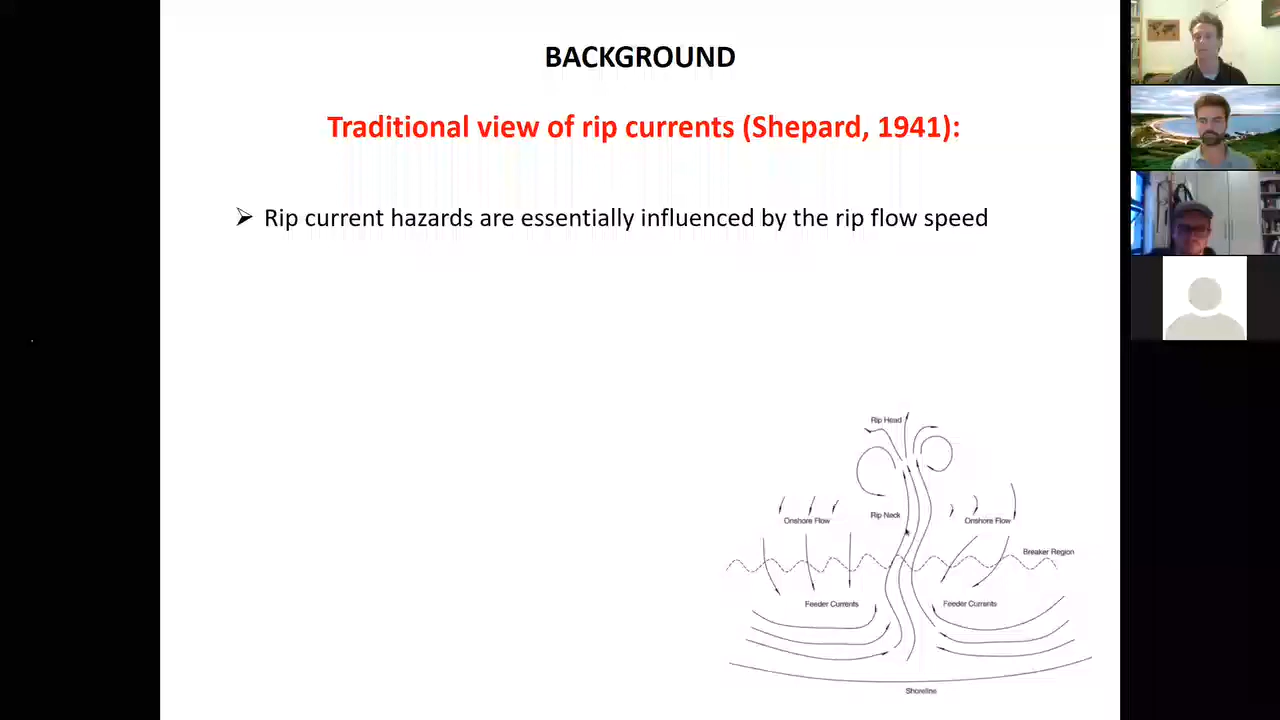 BACKGROUND
Traditional view of rip currents (Shepard, 1941):
➢ Rip current hazards are essentially influenced by the rip flow speed
Rip Head
Rip Neck
Onshore Flow
Onshore Flow
Breaker Region
Feeder Currents
Feeder Currents
Shoreline